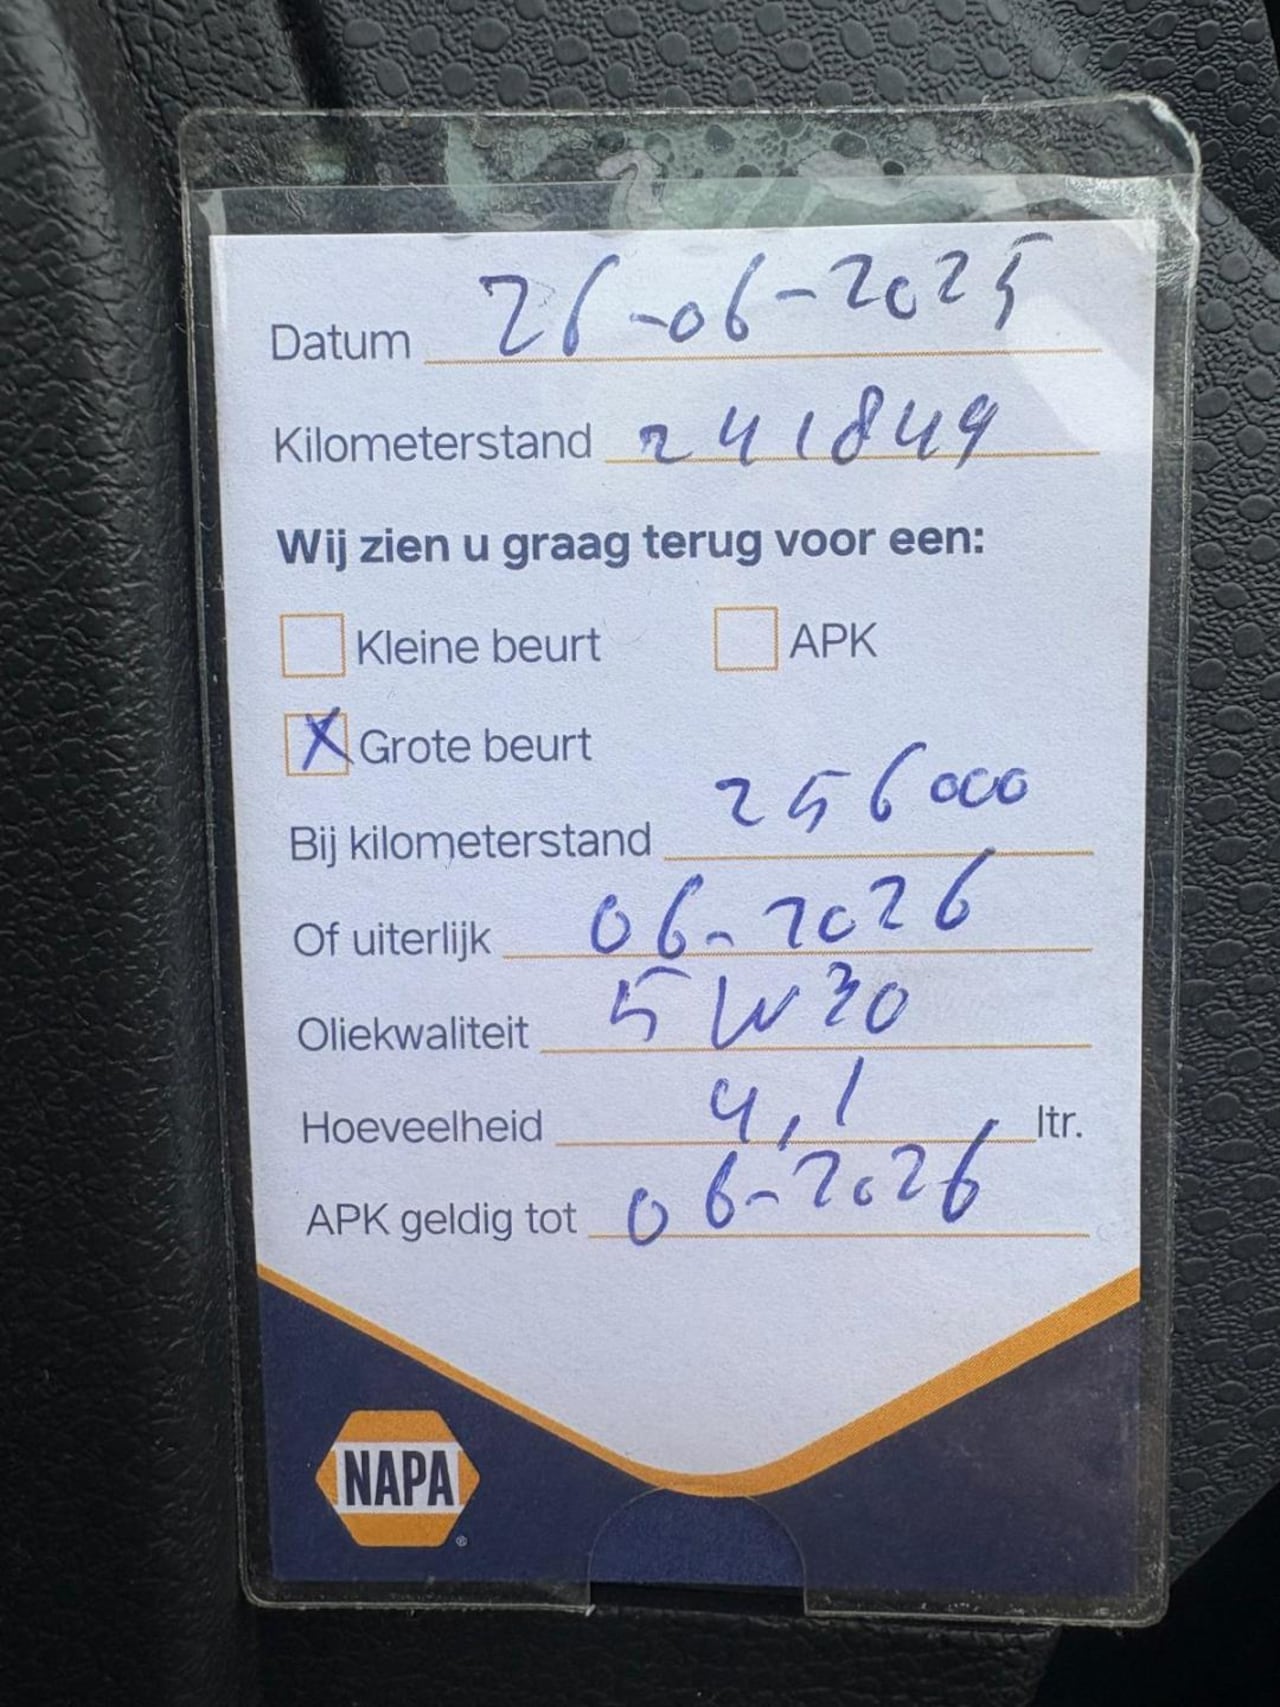 Datum 26-06-2025
Kilometerstand 241849
Wij zien u graag terug voor een:
Kleine beurt APK
X Grote beurt
Bij kilometerstand 256000
Of uiterlijk 06-2026
Oliekwaliteit 5W30
Hoeveelheid 4,1 ltr.
APK geldig tot 06-2026
NAPA